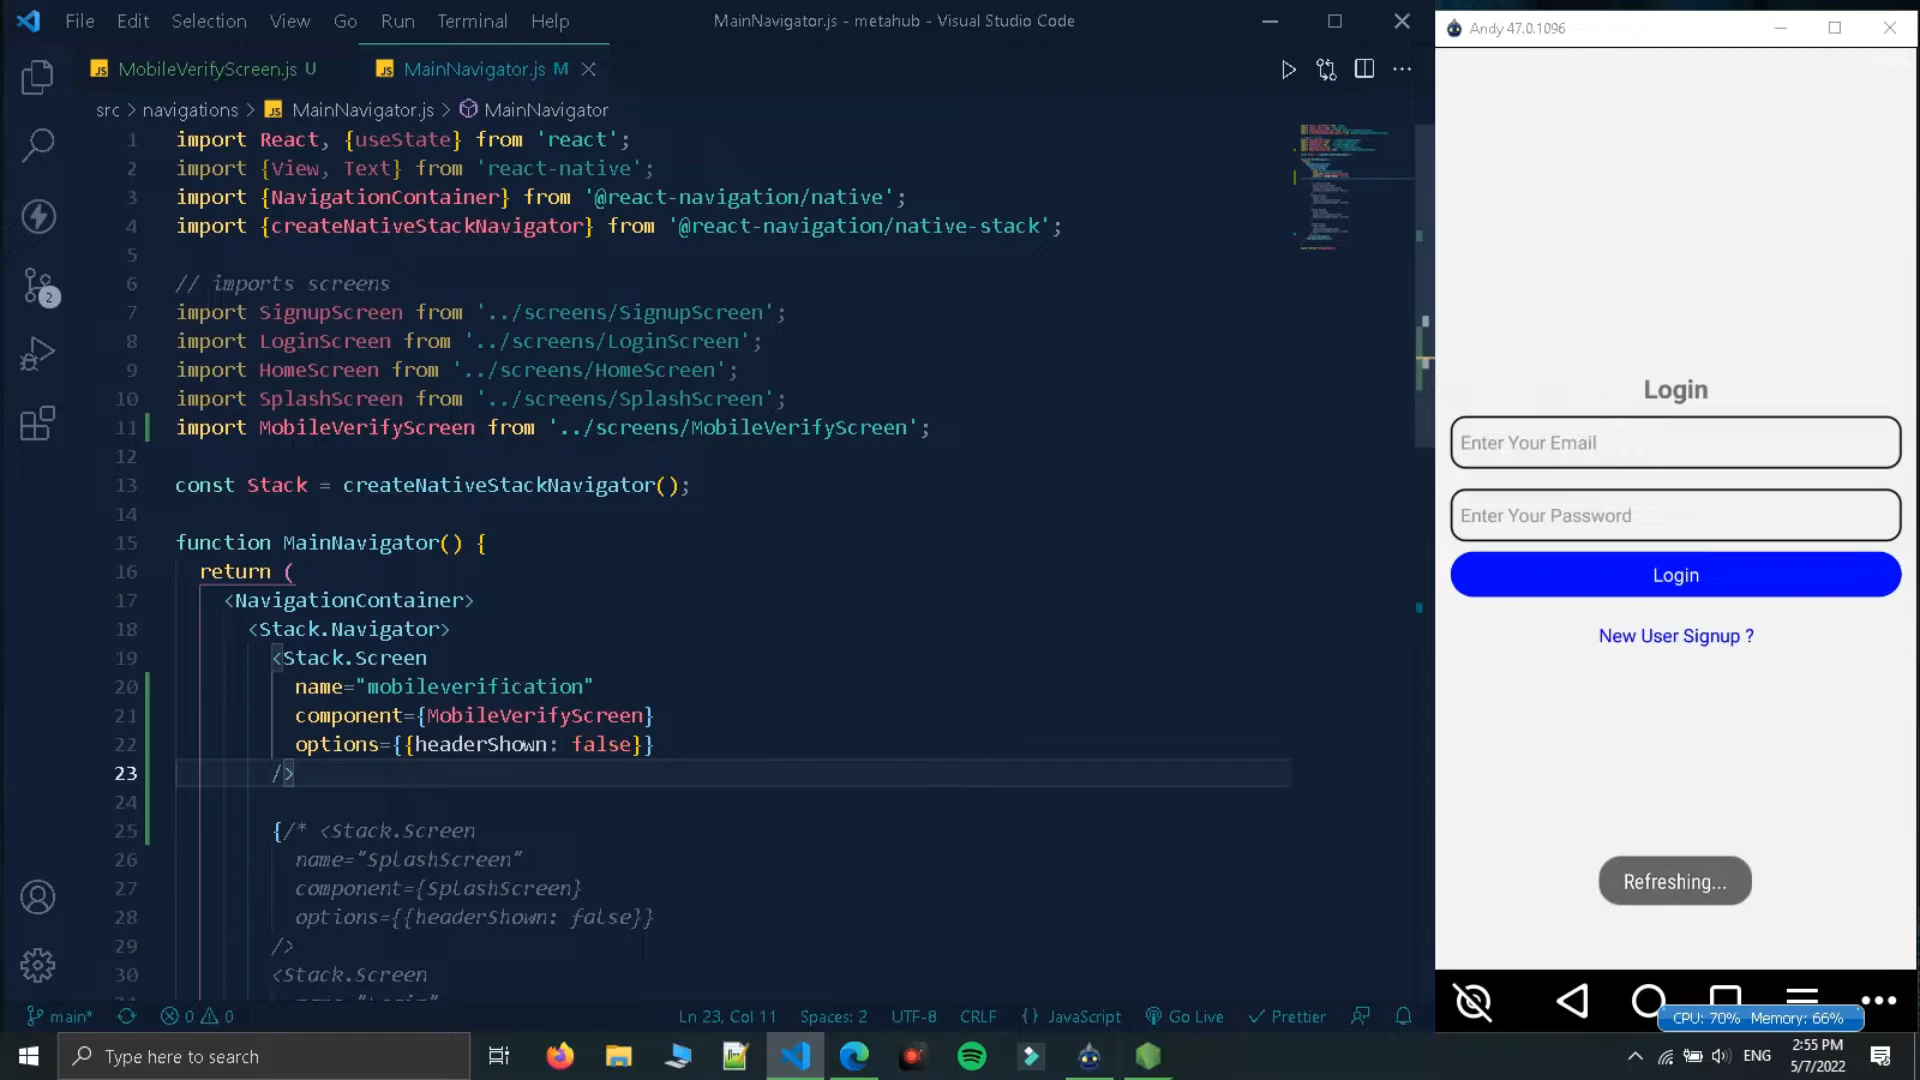 File Edit Selection View Go Run Terminal Help
MainNavigator.js - metahub - Visual Studio Code
MobileVerifyScreen.js U
MainNavigator.js M
src > navigations > MainNavigator.js > MainNavigator
1 import React, {useState} from 'react';
2 import {View, Text} from 'react-native';
3 import {NavigationContainer} from '@react-navigation/native';
4 import {createNativeStackNavigator} from '@react-navigation/native-stack';
5
6 // imports screens
7 import SignupScreen from '../screens/SignupScreen';
8 import LoginScreen from '../screens/LoginScreen';
9 import HomeScreen from '../screens/HomeScreen';
10 import SplashScreen from '../screens/SplashScreen';
11 import MobileVerifyScreen from '../screens/MobileVerifyScreen';
12
13 const Stack = createNativeStackNavigator();
14
15 function MainNavigator() {
16 return (
17 <NavigationContainer>
18 <Stack.Navigator>
19 <Stack.Screen
20 name="mobileverification"
21 component={MobileVerifyScreen}
22 options={{headerShown: false}}
23 />
24
25 {/* <Stack.Screen
26 name="SplashScreen"
27 component={SplashScreen}
28 options={{headerShown: false}}
29 />
30 <Stack.Screen
2
main*
0 0
Ln 23, Col 11
Spaces: 2
UTF-8
CRLF
{} JavaScript
Go Live
Prettier
Andy 47.0.1096
Login
Enter Your Email
Enter Your Password
Login
New User Signup ?
Refreshing...
CPU: 70% Memory: 66%
Type here to search
ENG
2:55 PM
5/7/2022